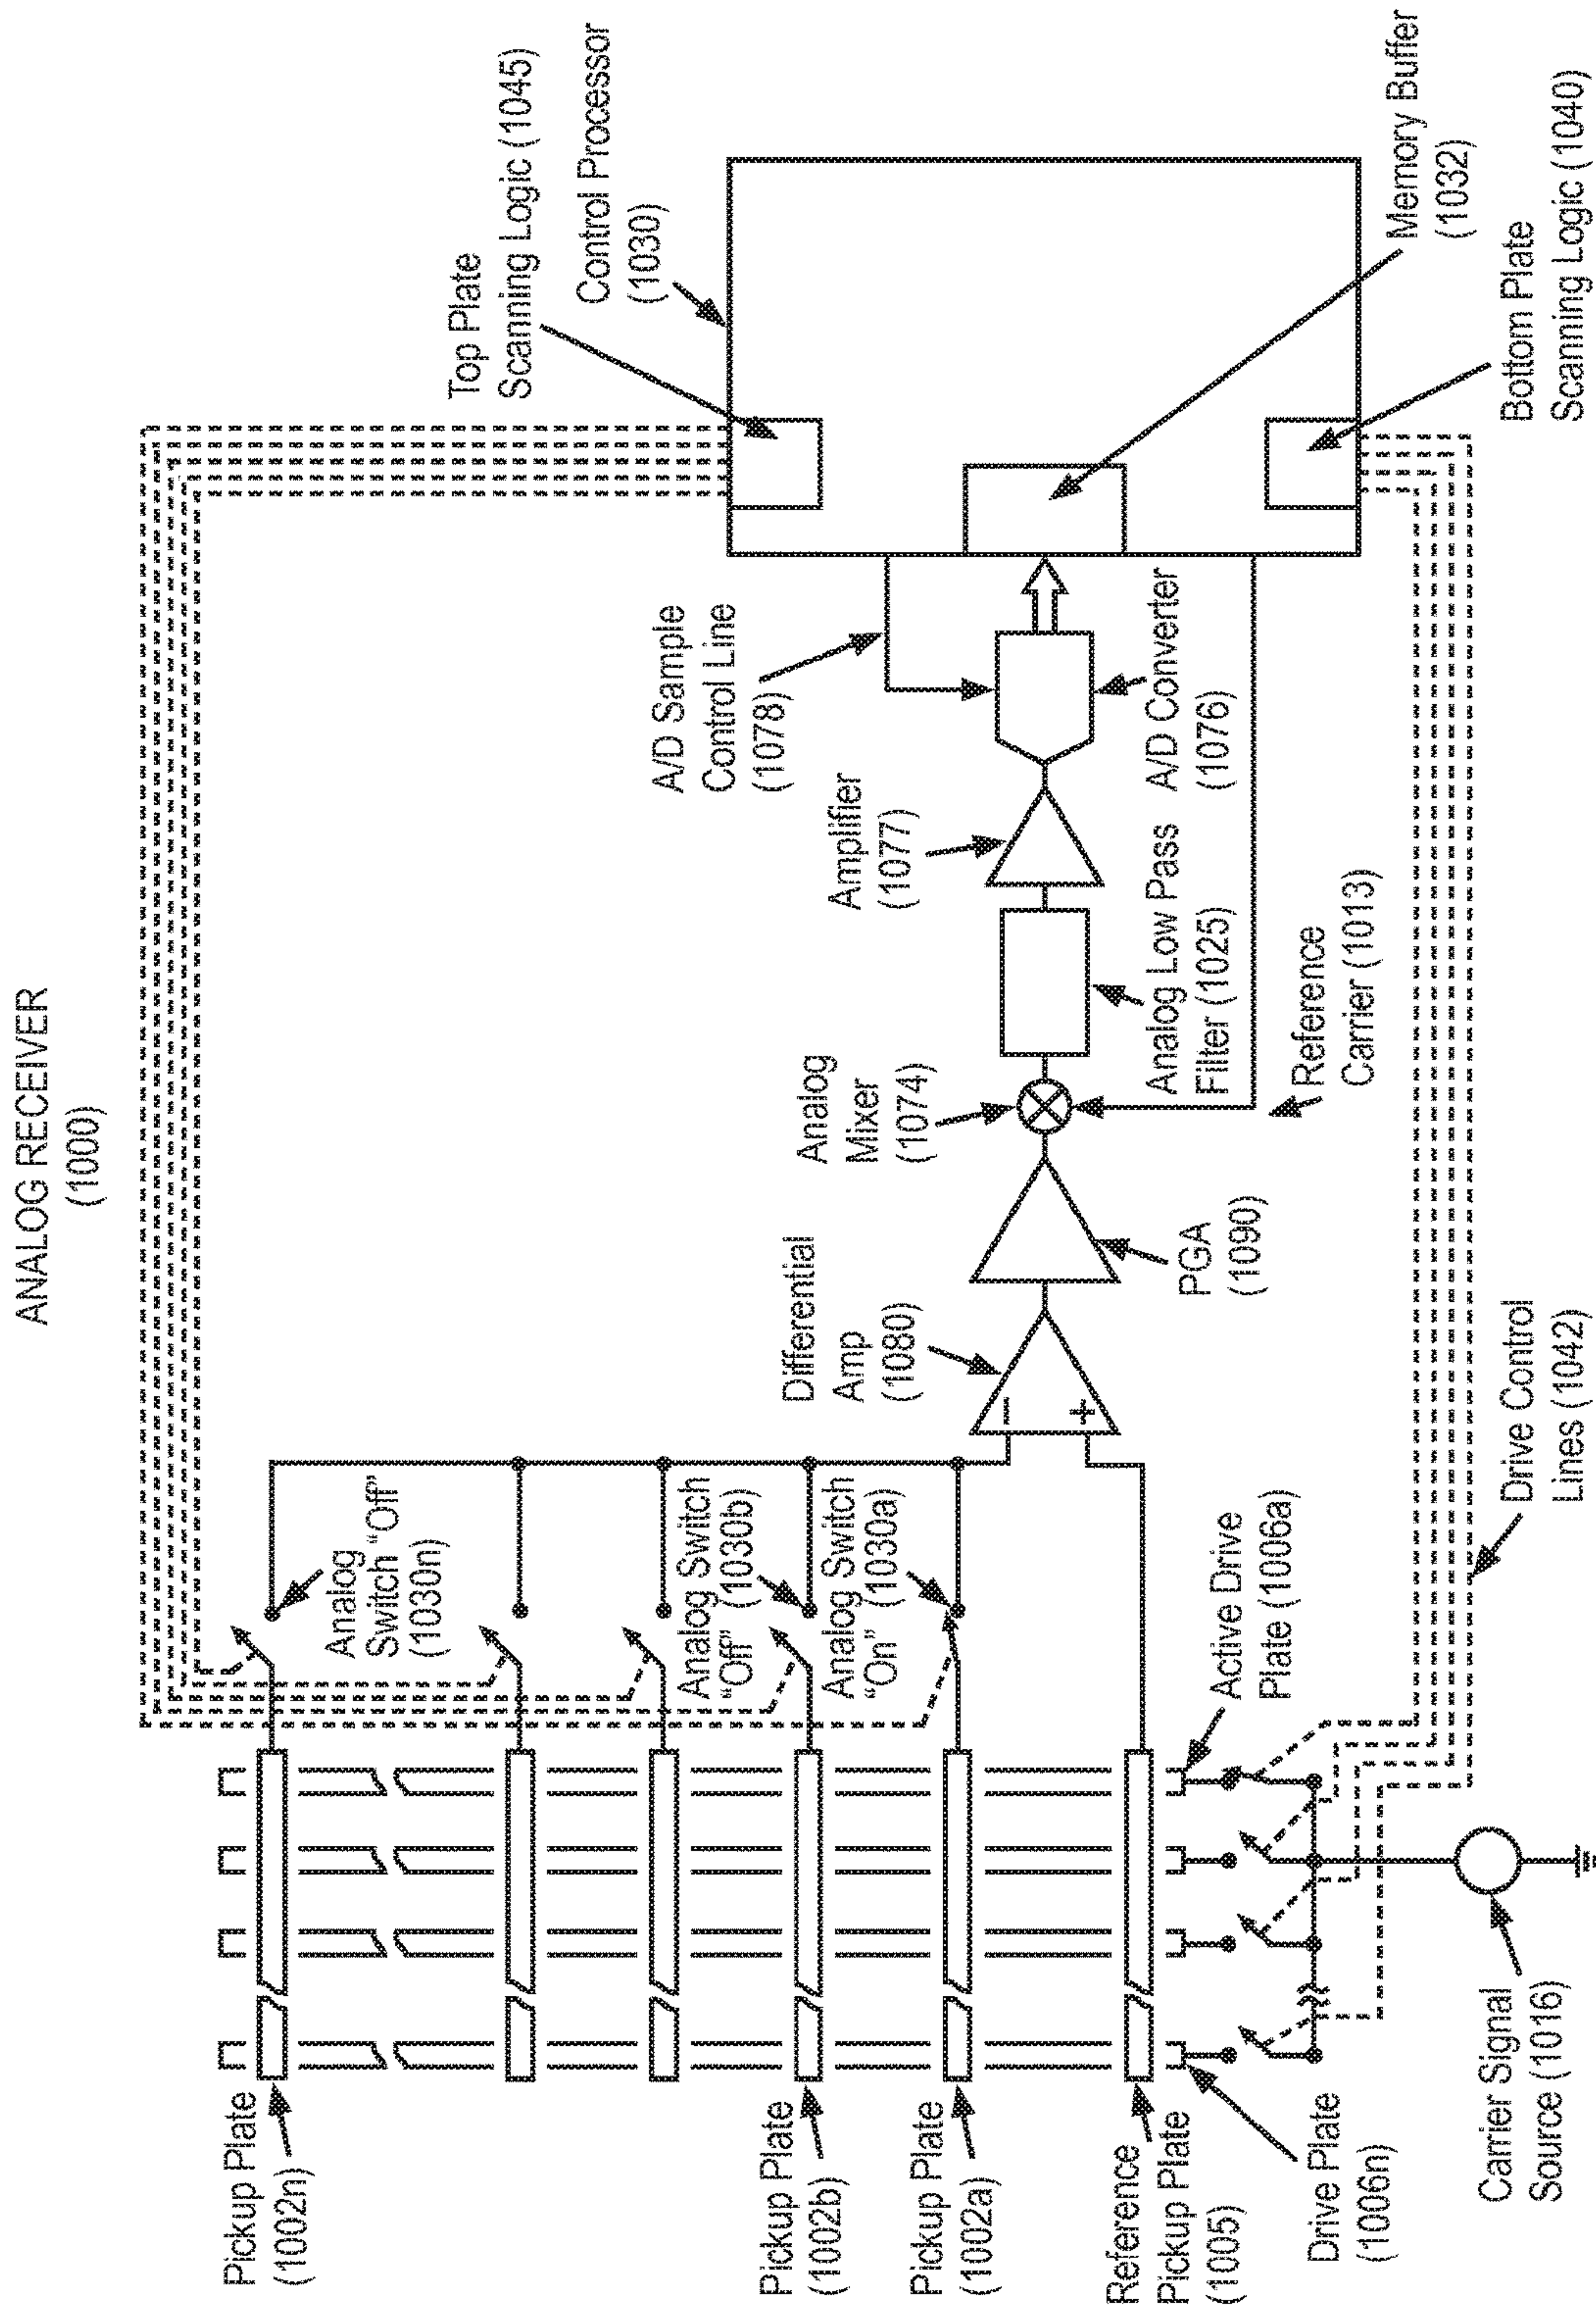 ANALOG RECEIVER
(1000)
Top Plate
Scanning Logic (1045)
Control Processor
(1030)
Memory Buffer
(1032)
Bottom Plate
Scanning Logic (1040)
A/D Sample
Control Line
(1078)
A/D Converter
(1076)
Amplifier
(1077)
Analog Low Pass
Filter (1025)
Reference
Carrier (1013)
Analog
Mixer
(1074)
PGA
(1090)
Differential
Amp
(1080)
−
+
Drive Control
Lines (1042)
Analog
Switch “Off”
(1030n)
Analog Switch
“Off” (1030b)
Analog Switch
“On” (1030a)
Active Drive
Plate (1006a)
Pickup Plate
(1002n)
Pickup Plate
(1002b)
Pickup Plate
(1002a)
Reference
Pickup Plate
(1005)
Drive Plate
(1006n)
Carrier Signal
Source (1016)